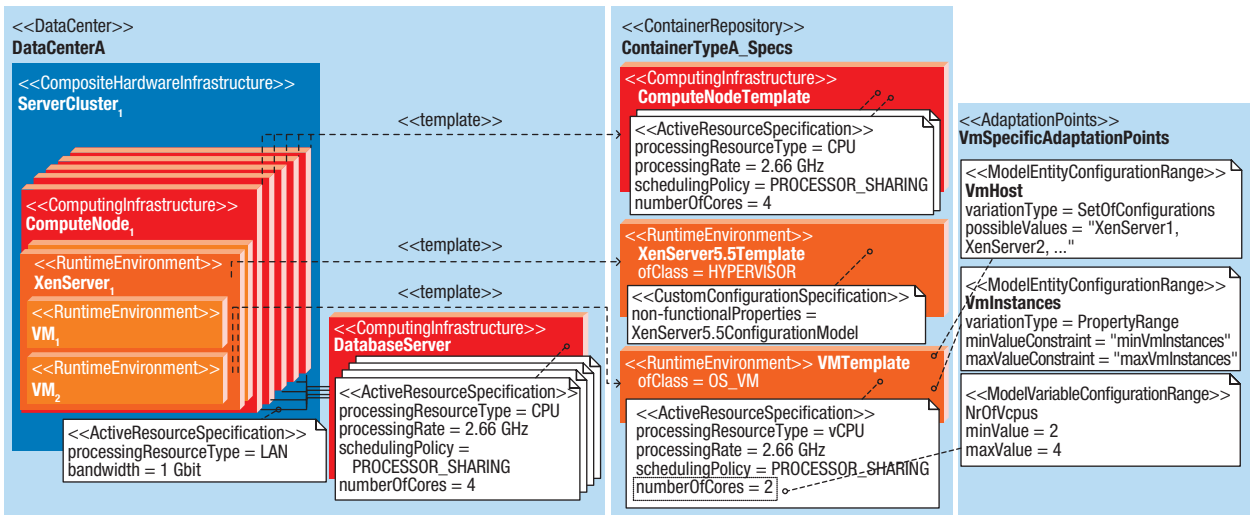 <<DataCenter>>
DataCenterA
<<CompositeHardwareInfrastructure>>
ServerCluster1
<<ComputingInfrastructure>>
ComputeNode1
<<RuntimeEnvironment>>
XenServer1
<<RuntimeEnvironment>>
VM1
<<RuntimeEnvironment>>
VM2
<<ActiveResourceSpecification>>
processingResourceType = LAN
bandwidth = 1 Gbit
<<template>>
<<template>>
<<template>>
<<ComputingInfrastructure>>
DatabaseServer
<<ActiveResourceSpecification>>
processingResourceType = CPU
processingRate = 2.66 GHz
schedulingPolicy =
PROCESSOR_SHARING
numberOfCores = 4
<<ContainerRepository>>
ContainerTypeA_Specs
<<ComputingInfrastructure>>
ComputeNodeTemplate
<<ActiveResourceSpecification>>
processingResourceType = CPU
processingRate = 2.66 GHz
schedulingPolicy = PROCESSOR_SHARING
numberOfCores = 4
<<RuntimeEnvironment>>
XenServer5.5Template
ofClass = HYPERVISOR
<<CustomConfigurationSpecification>>
non-functionalProperties =
XenServer5.5ConfigurationModel
<<RuntimeEnvironment>> VMTemplate
ofClass = OS_VM
<<ActiveResourceSpecification>>
processingResourceType = vCPU
processingRate = 2.66 GHz
schedulingPolicy = PROCESSOR_SHARING
numberOfCores = 2
<<AdaptationPoints>>
VmSpecificAdaptationPoints
<<ModelEntityConfigurationRange>>
VmHost
variationType = SetOfConfigurations
possibleValues = "XenServer1,
XenServer2, ..."
<<ModelEntityConfigurationRange>>
VmInstances
variationType = PropertyRange
minValueConstraint = "minVmInstances"
maxValueConstraint = "maxVmInstances"
<<ModelVariableConfigurationRange>>
NrOfVcpus
minValue = 2
maxValue = 4